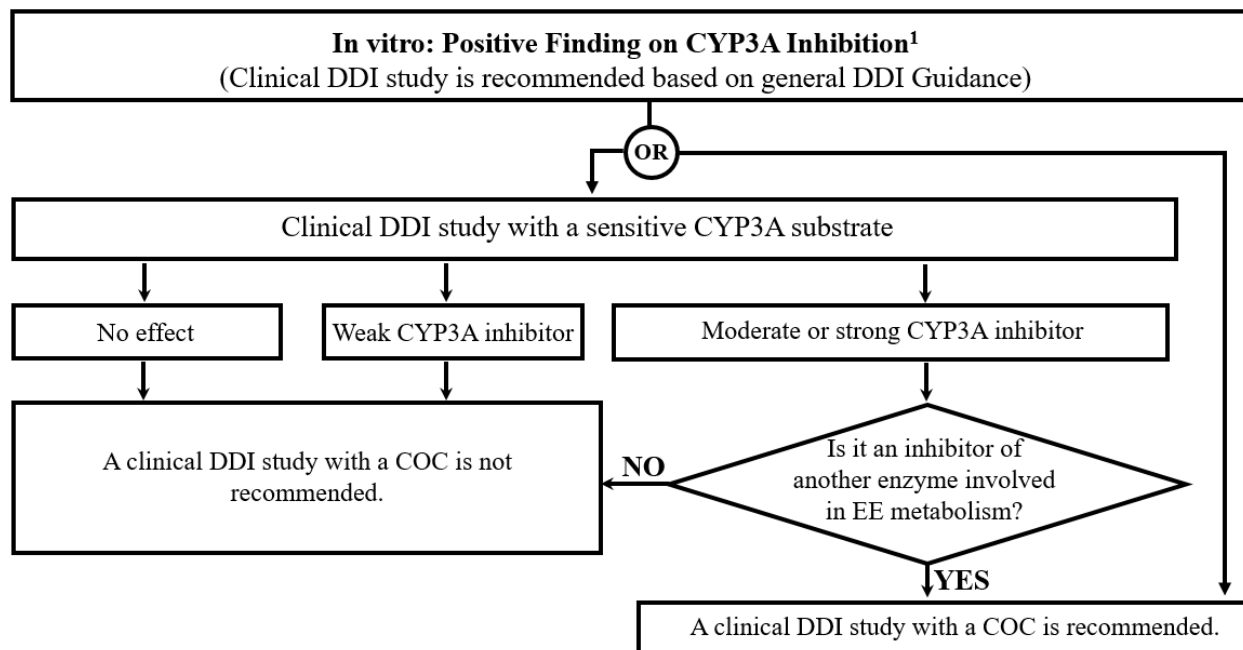 In vitro: Positive Finding on CYP3A Inhibition¹
(Clinical DDI study is recommended based on general DDI Guidance)
OR
Clinical DDI study with a sensitive CYP3A substrate
No effect
Weak CYP3A inhibitor
Moderate or strong CYP3A inhibitor
A clinical DDI study with a COC is not
recommended.
NO
Is it an inhibitor of
another enzyme involved
in EE metabolism?
YES
A clinical DDI study with a COC is recommended.